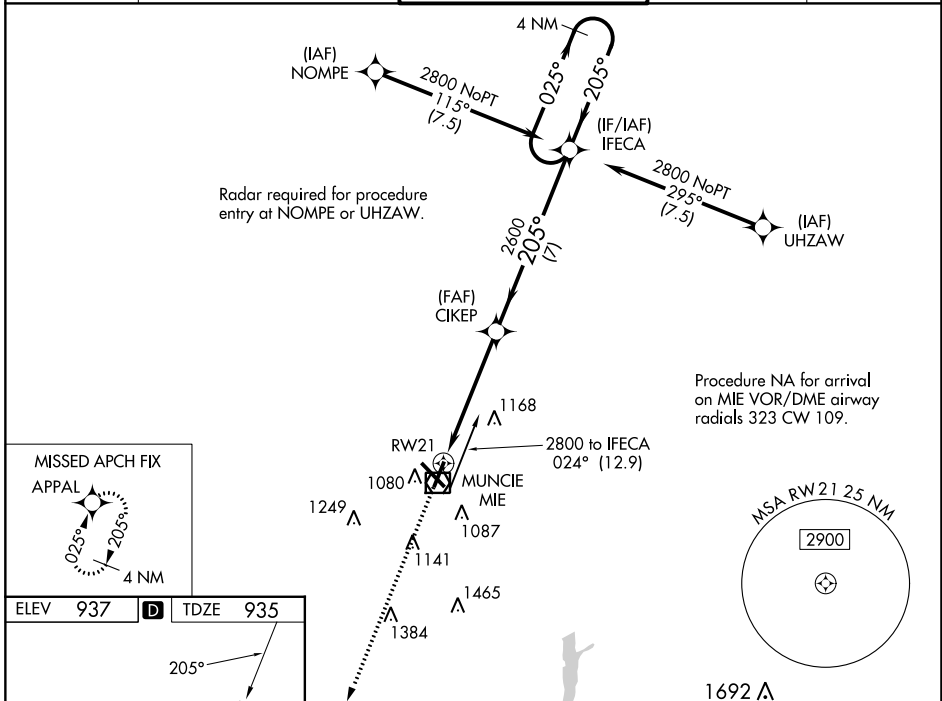 4 NM
(IAF)
NOMPE
2800 NoPT
115°
(7.5)
025°
205°
(IF/IAF)
IFECA
2800 NoPT
295°
(7.5)
(IAF)
UHZAW
Radar required for procedure
entry at NOMPE or UHZAW.
2600
205°
(7)
(FAF)
CIKEP
Procedure NA for arrival
on MIE VOR/DME airway
radials 323 CW 109.
1168
RW21
2800 to IFECA
024° (12.9)
1080
MUNCIE
MIE
1249
1087
1141
1465
1384
MISSED APCH FIX
APPAL
025°
205°
4 NM
MSA RW 21 25 NM
2900
ELEV 937 D TDZE 935
205°
1692